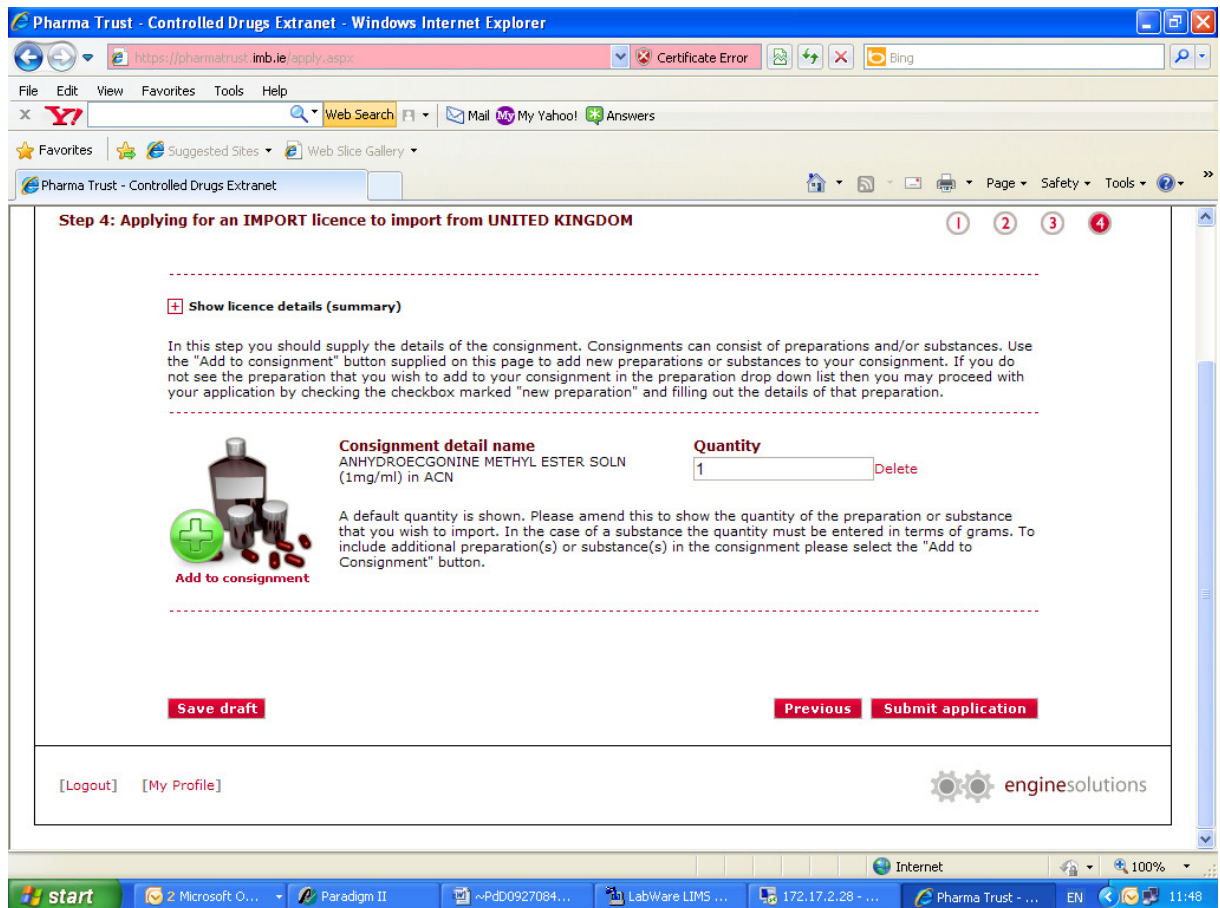 Pharma Trust - Controlled Drugs Extranet - Windows Internet Explorer
https://pharmatrust.imb.ie/apply.aspx
Certificate Error
Bing
File Edit View Favorites Tools Help
x Y! Web Search Mail My My Yahoo! Answers
Favorites Suggested Sites Web Slice Gallery
Pharma Trust - Controlled Drugs Extranet
Page Safety Tools
Step 4: Applying for an IMPORT licence to import from UNITED KINGDOM
1 2 3 4
+ Show licence details (summary)
In this step you should supply the details of the consignment. Consignments can consist of preparations and/or substances. Use
the "Add to consignment" button supplied on this page to add new preparations or substances to your consignment. If you do
not see the preparation that you wish to add to your consignment in the preparation drop down list then you may proceed with
your application by checking the checkbox marked "new preparation" and filling out the details of that preparation.
Consignment detail name
ANHYDROECGONINE METHYL ESTER SOLN
(1mg/ml) in ACN
Quantity
1
Delete
A default quantity is shown. Please amend this to show the quantity of the preparation or substance
that you wish to import. In the case of a substance the quantity must be entered in terms of grams. To
include additional preparation(s) or substance(s) in the consignment please select the "Add to
Consignment" button.
Add to consignment
Save draft
Previous
Submit application
[Logout] [My Profile]
enginesolutions
Internet
100%
start
2 Microsoft O...
Paradigm II
~PdD0927084...
LabWare LIMS ...
172.17.2.28 - ...
Pharma Trust - ...
EN
11:48